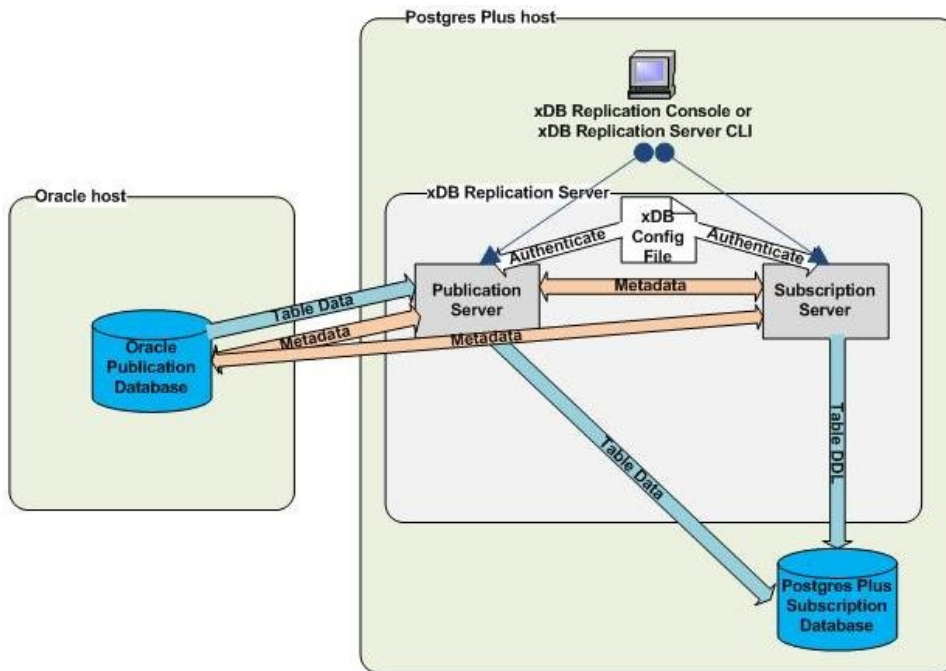 Postgres Plus host
xDB Replication Console or
xDB Replication Server CLI
Oracle host
xDB Replication Server
xDB
Config
File
Authenticate
Authenticate
Publication
Server
Metadata
Subscription
Server
Table Data
Metadata
Metadata
Oracle
Publication
Database
Table Data
Table DDL
Postgres Plus
Subscription
Database